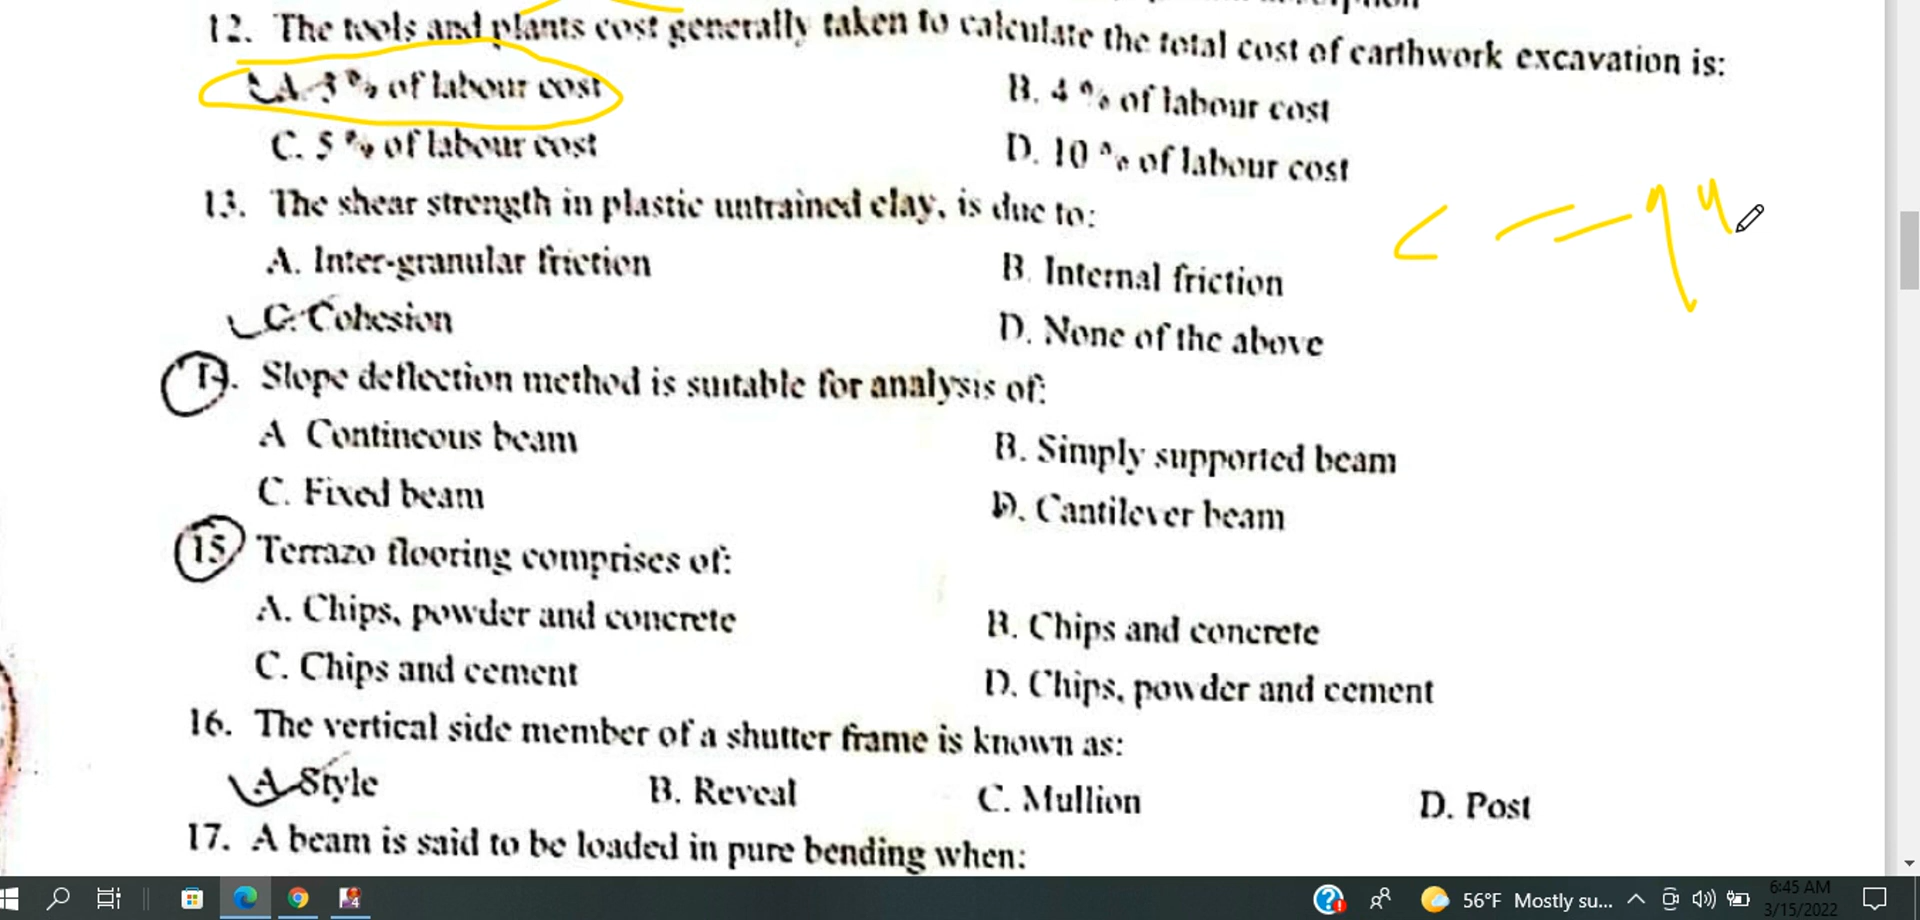 12. The tools and plants cost generally taken to calculate the total cost of earthwork excavation is:
A. 3 % of labour cost
B. 4 % of labour cost
C. 5 % of labour cost
D. 10 % of labour cost
13. The shear strength in plastic untrained clay, is due to:
A. Inter-granular friction
B. Internal friction
C. Cohesion
D. None of the above
14. Slope deflection method is suitable for analysis of:
A Contineous beam
B. Simply supported beam
C. Fixed beam
D. Cantilever beam
15. Terrazo flooring comprises of:
A. Chips, powder and concrete
B. Chips and concrete
C. Chips and cement
D. Chips, powder and cement
16. The vertical side member of a shutter frame is known as:
A. Style
B. Reveal
C. Mullion
D. Post
17. A beam is said to be loaded in pure bending when:
56°F Mostly su...
6:45 AM
3/15/2022